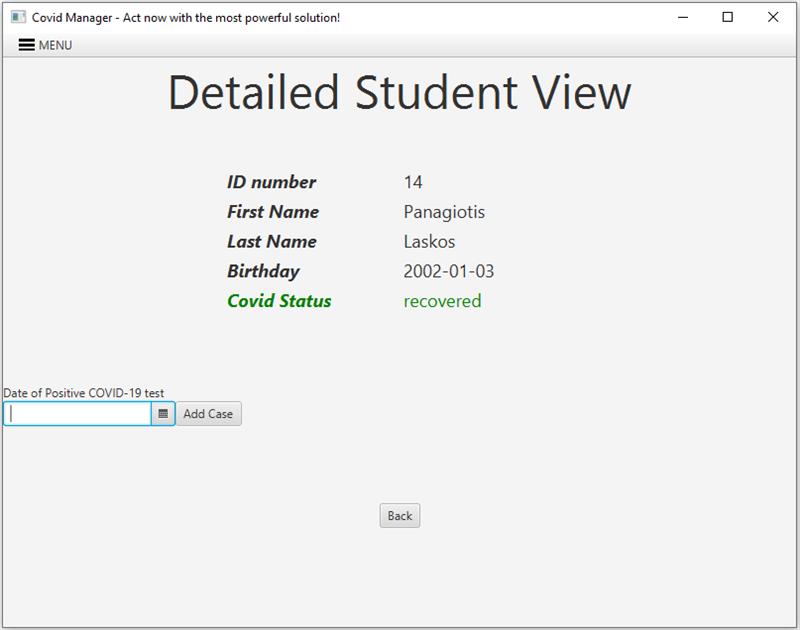 Covid Manager - Act now with the most powerful solution!
MENU
Detailed Student View
ID number 14
First Name Panagiotis
Last Name Laskos
Birthday 2002-01-03
Covid Status recovered
Date of Positive COVID-19 test
Add Case
Back